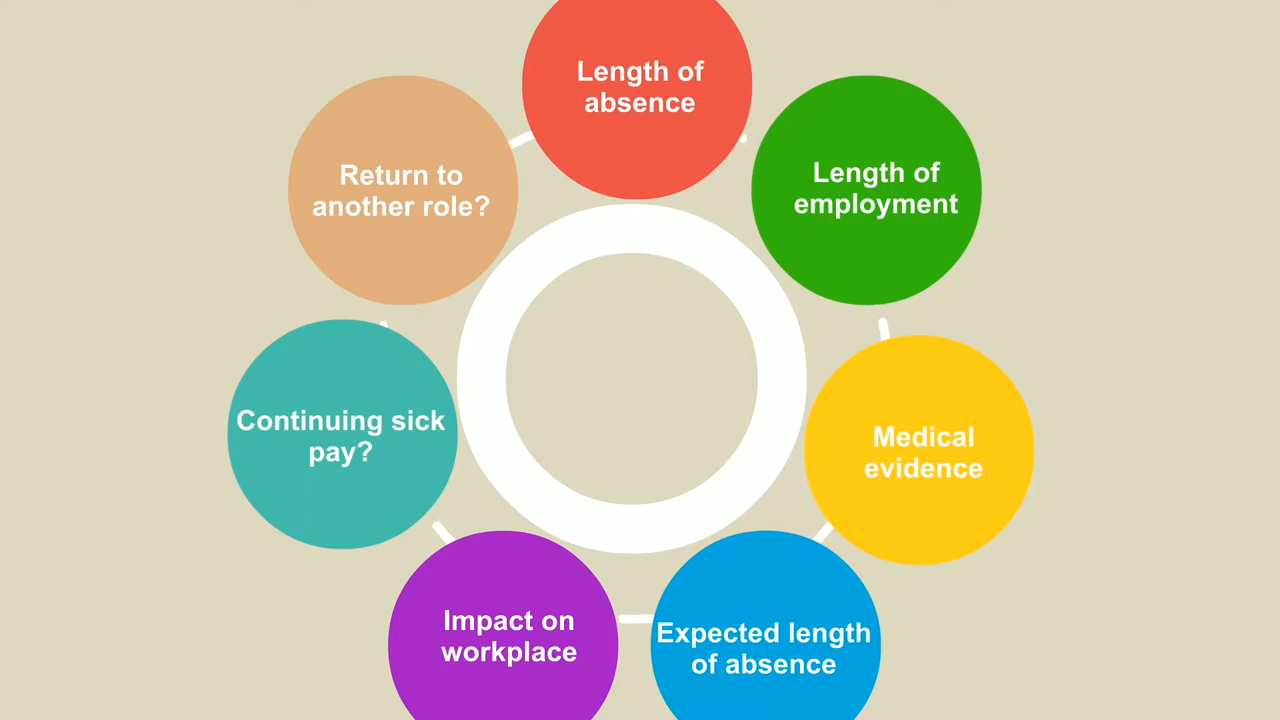 Length of
absence
Length of
employment
Medical
evidence
Expected length
of absence
Impact on
workplace
Continuing sick
pay?
Return to
another role?